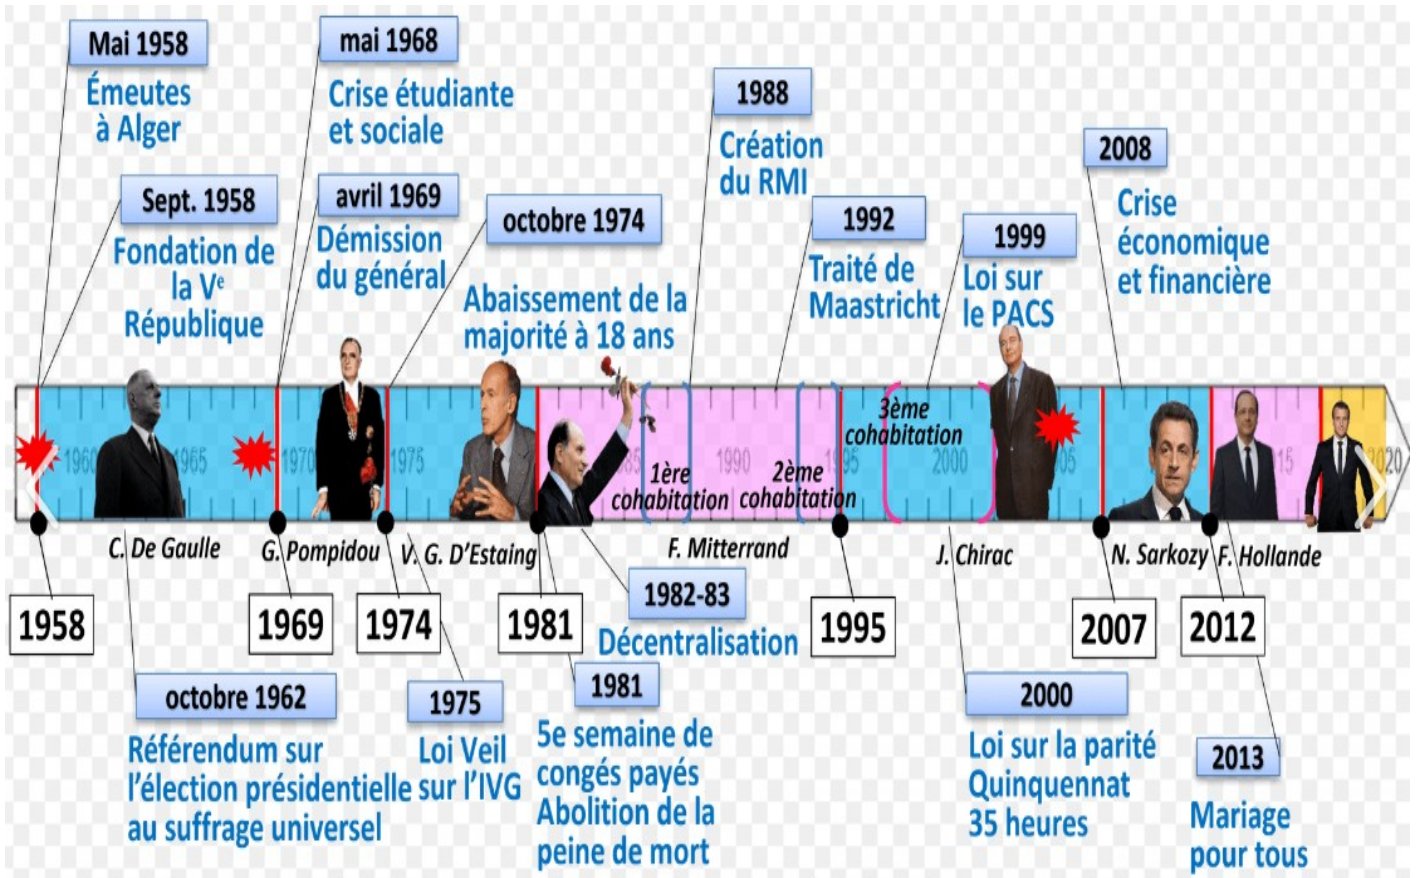 Mai 1958
Émeutes
à Alger
Sept. 1958
Fondation de
la Vᵉ
République
mai 1968
Crise étudiante
et sociale
avril 1969
Démission
du général
octobre 1974
Abaissement de la
majorité à 18 ans
1988
Création
du RMI
1992
Traité de
Maastricht
1999
Loi sur
le PACS
2008
Crise
économique
et financière
1960
1965
1970
1975
85
1990
95
2000
05
15
2020
1ère
cohabitation
2ème
cohabitation
3ème
cohabitation
C. De Gaulle
G. Pompidou
V. G. D'Estaing
F. Mitterrand
J. Chirac
N. Sarkozy
F. Hollande
1958
1969
1974
1981
1995
2007
2012
octobre 1962
Référendum sur
l'élection présidentielle
au suffrage universel
1975
Loi Veil
sur l'IVG
1982-83
Décentralisation
1981
5e semaine de
congés payés
Abolition de la
peine de mort
2000
Loi sur la parité
Quinquennat
35 heures
2013
Mariage
pour tous